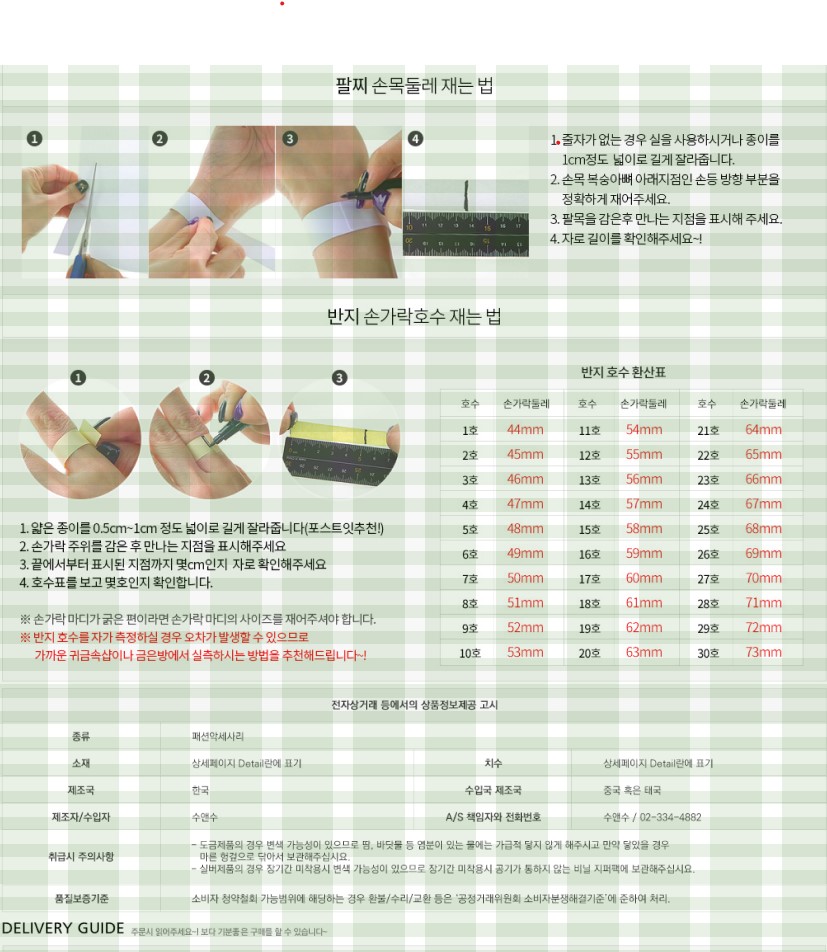 팔찌 손목둘레 재는 법
1 2 3 4
1. 줄자가 없는 경우 실을 사용하시거나 종이를
1cm정도 넓이로 길게 잘라줍니다.
2. 손목 복숭아뼈 아래지점인 손등 방향 부분을
정확하게 재어주세요.
3. 팔목을 감은후 만나는 지점을 표시해 주세요.
4. 자로 길이를 확인해주세요~!
반지 손가락호수 재는 법
1 2 3
1. 얇은 종이를 0.5cm~1cm 정도 넓이로 길게 잘라줍니다(포스트잇추천!)
2. 손가락 주위를 감은 후 만나는 지점을 표시해주세요
3. 끝에서부터 표시된 지점까지 몇cm인지 자로 확인해주세요
4. 호수표를 보고 몇호인지 확인합니다.
※ 손가락 마디가 굵은 편이라면 손가락 마디의 사이즈를 재어주셔야 합니다.
※ 반지 호수를 자가 측정하실 경우 오차가 발생할 수 있으므로
가까운 귀금속샵이나 금은방에서 실측하시는 방법을 추천해드립니다~!
반지 호수 환산표
호수 손가락둘레 호수 손가락둘레 호수 손가락둘레
1호 44mm 11호 54mm 21호 64mm
2호 45mm 12호 55mm 22호 65mm
3호 46mm 13호 56mm 23호 66mm
4호 47mm 14호 57mm 24호 67mm
5호 48mm 15호 58mm 25호 68mm
6호 49mm 16호 59mm 26호 69mm
7호 50mm 17호 60mm 27호 70mm
8호 51mm 18호 61mm 28호 71mm
9호 52mm 19호 62mm 29호 72mm
10호 53mm 20호 63mm 30호 73mm
전자상거래 등에서의 상품정보제공 고시
종류 패션악세사리
소재 상세페이지 Detail란에 표기 치수 상세페이지 Detail란에 표기
제조국 한국 수입국 제조국 중국 혹은 태국
제조자/수입자 수앤수 A/S 책임자와 전화번호 수앤수 / 02-334-4882
취급시 주의사항
- 도금제품의 경우 변색 가능성이 있으므로 땀, 바닷물 등 염분이 있는 물에는 가급적 닿지 않게 해주시고 만약 닿았을 경우
마른 헝겊으로 닦아서 보관해주십시요.
- 실버제품의 경우 장기간 미착용시 변색 가능성이 있으므로 장기간 미착용시 공기가 통하지 않는 비닐 지퍼팩에 보관해주십시요.
품질보증기준 소비자 청약철회 가능범위에 해당하는 경우 환불/수리/교환 등은 '공정거래위원회 소비자분쟁해결기준'에 준하여 처리.
DELIVERY GUIDE 주문시 읽어주세요~! 보다 기분좋은 구매를 할 수 있습니다~